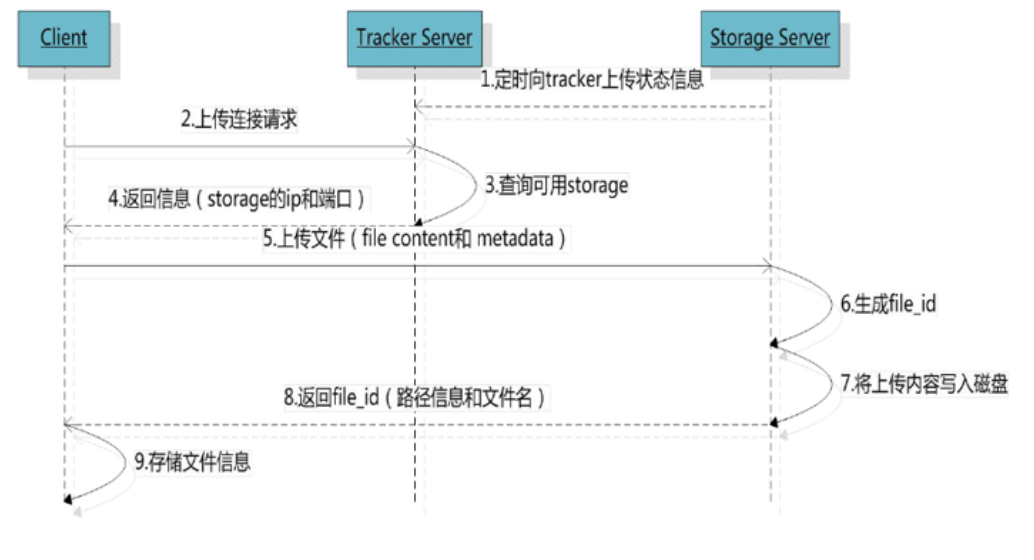 Client
Tracker Server
Storage Server
1.定时向tracker上传状态信息
2.上传连接请求
3.查询可用storage
4.返回信息（storage的ip和端口）
5.上传文件（file content和 metadata）
6.生成file_id
7.将上传内容写入磁盘
8.返回file_id（路径信息和文件名）
9.存储文件信息